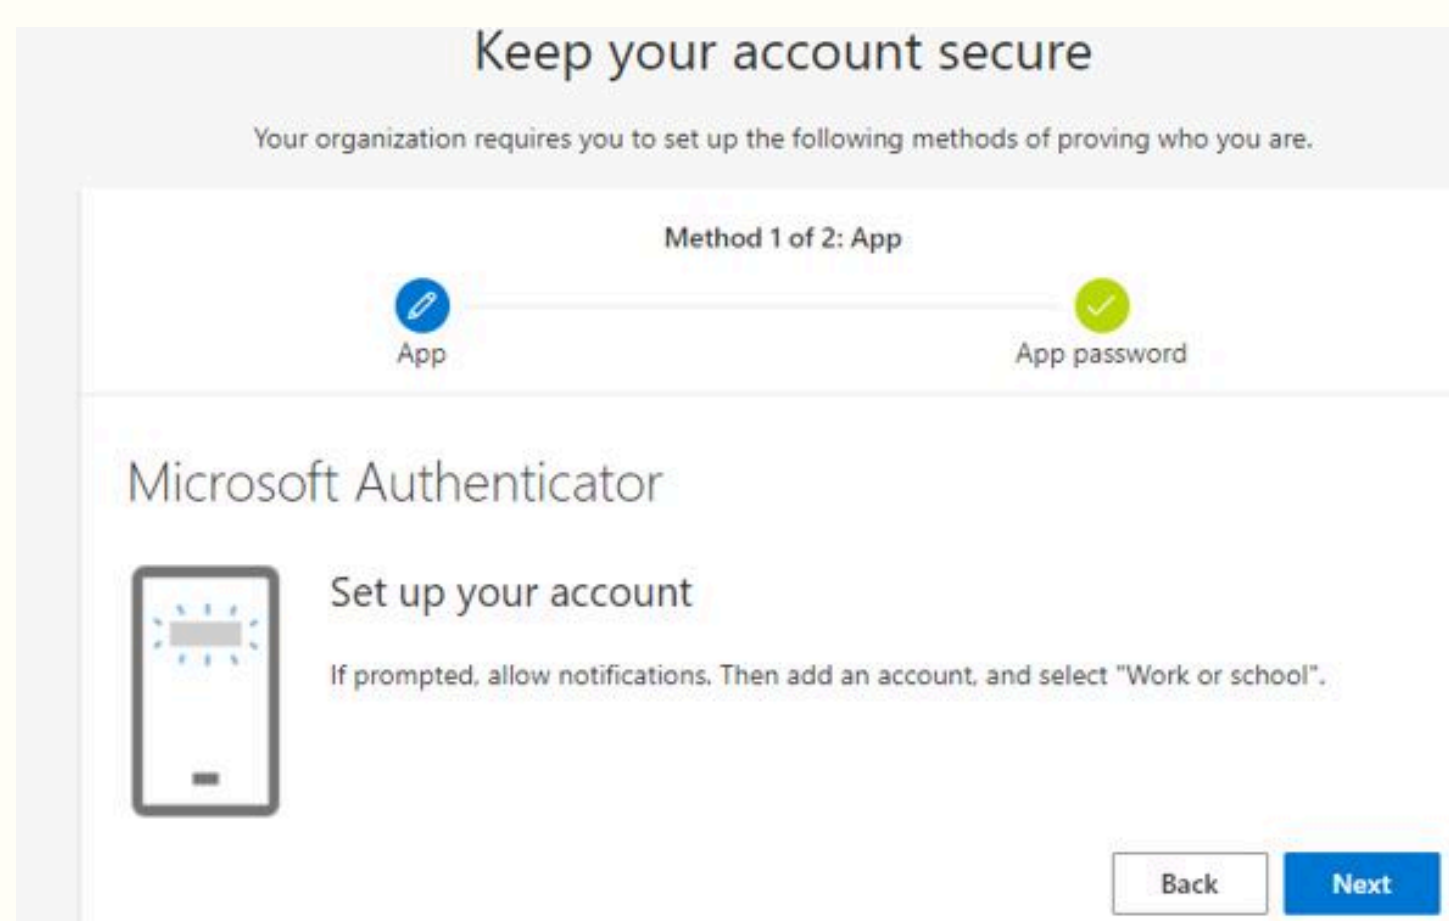 Keep your account secure
Your organization requires you to set up the following methods of proving who you are.
Method 1 of 2: App
App
App password
Microsoft Authenticator
Set up your account
If prompted, allow notifications. Then add an account, and select "Work or school".
Back
Next